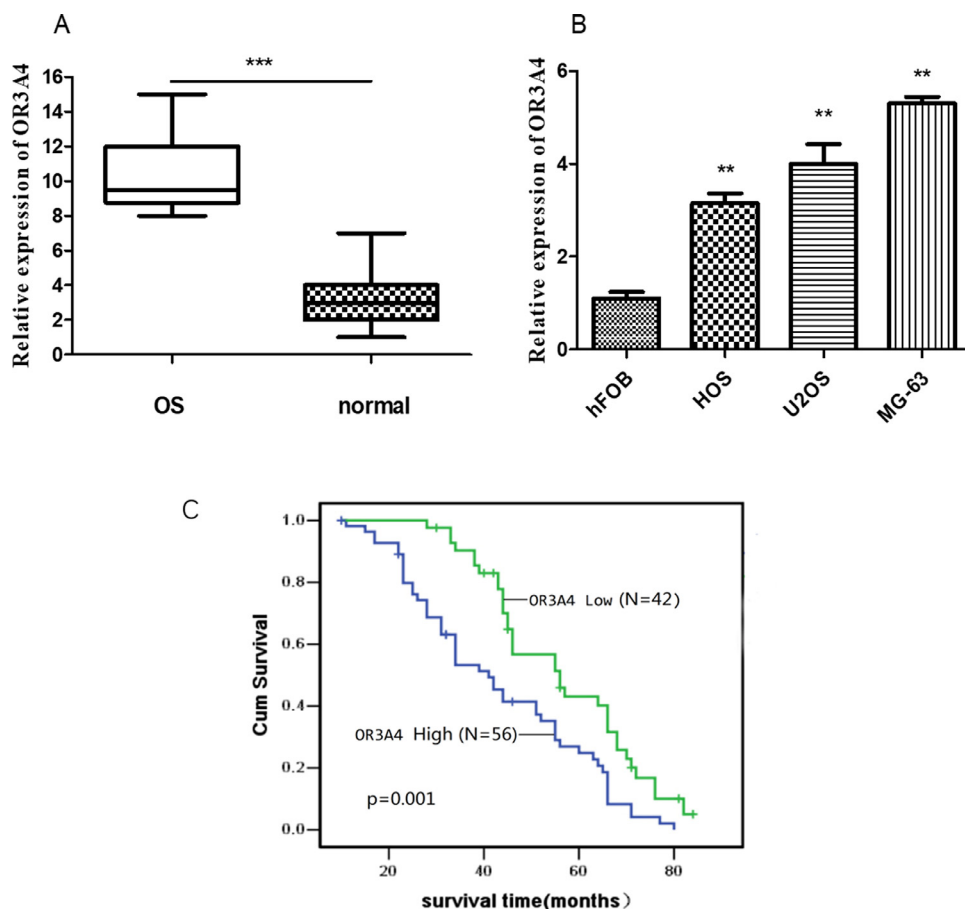 A
Relative expression of OR3A4
16
14
12
10
8
6
4
2
0
***
OS
normal
B
Relative expression of OR3A4
6
4
2
0
**
**
**
hFOB
HOS
U2OS
MG-63
C
Cum Survival
1.0
0.8
0.6
0.4
0.2
0.0
OR3A4 Low (N=42)
OR3A4 High (N=56)
p=0.001
20
40
60
80
survival time(months)